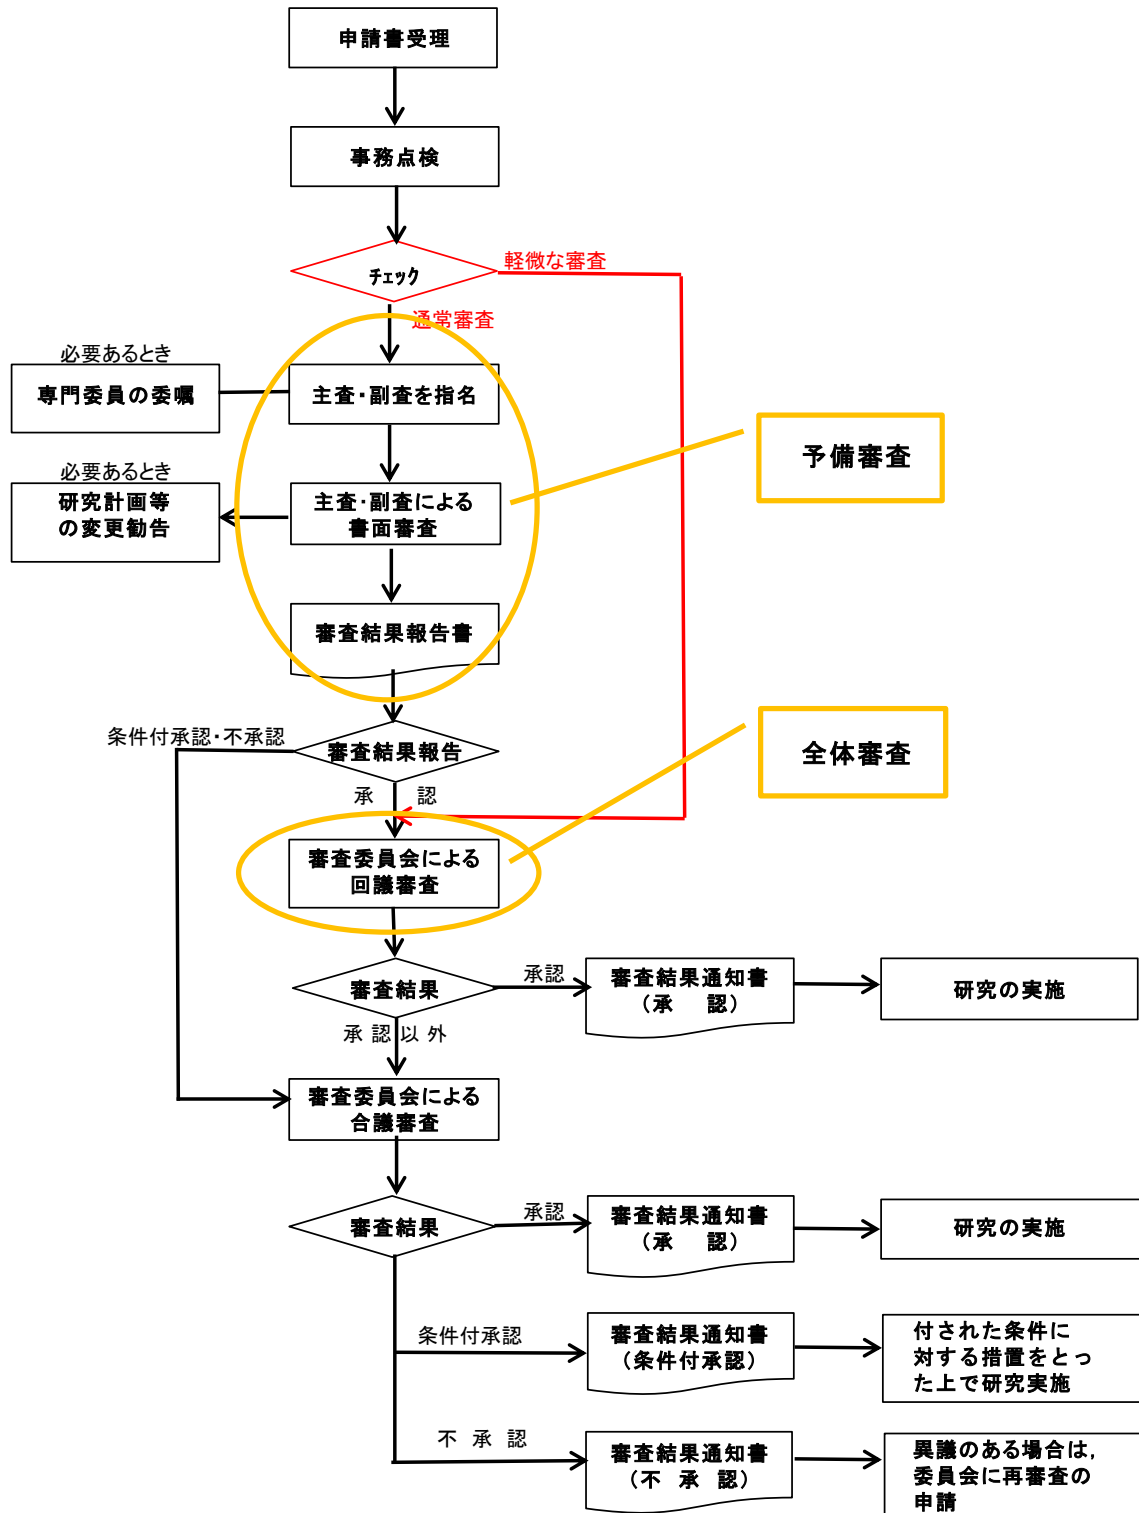 申請書受理
事務点検
チェック
軽微な審査
通常審査
必要あるとき
専門委員の委嘱
主査・副査を指名
予備審査
必要あるとき
研究計画等
の変更勧告
主査・副査による
書面審査
審査結果報告書
条件付承認・不承認
審査結果報告
全体審査
承 認
審査委員会による
回議審査
審査結果
承認
審査結果通知書
（承 認）
研究の実施
承認以外
審査委員会による
合議審査
審査結果
承認
審査結果通知書
（承 認）
研究の実施
条件付承認
審査結果通知書
（条件付承認）
付された条件に
対する措置をとっ
た上で研究実施
不 承 認
審査結果通知書
（不 承 認）
異議のある場合は,
委員会に再審査の
申請